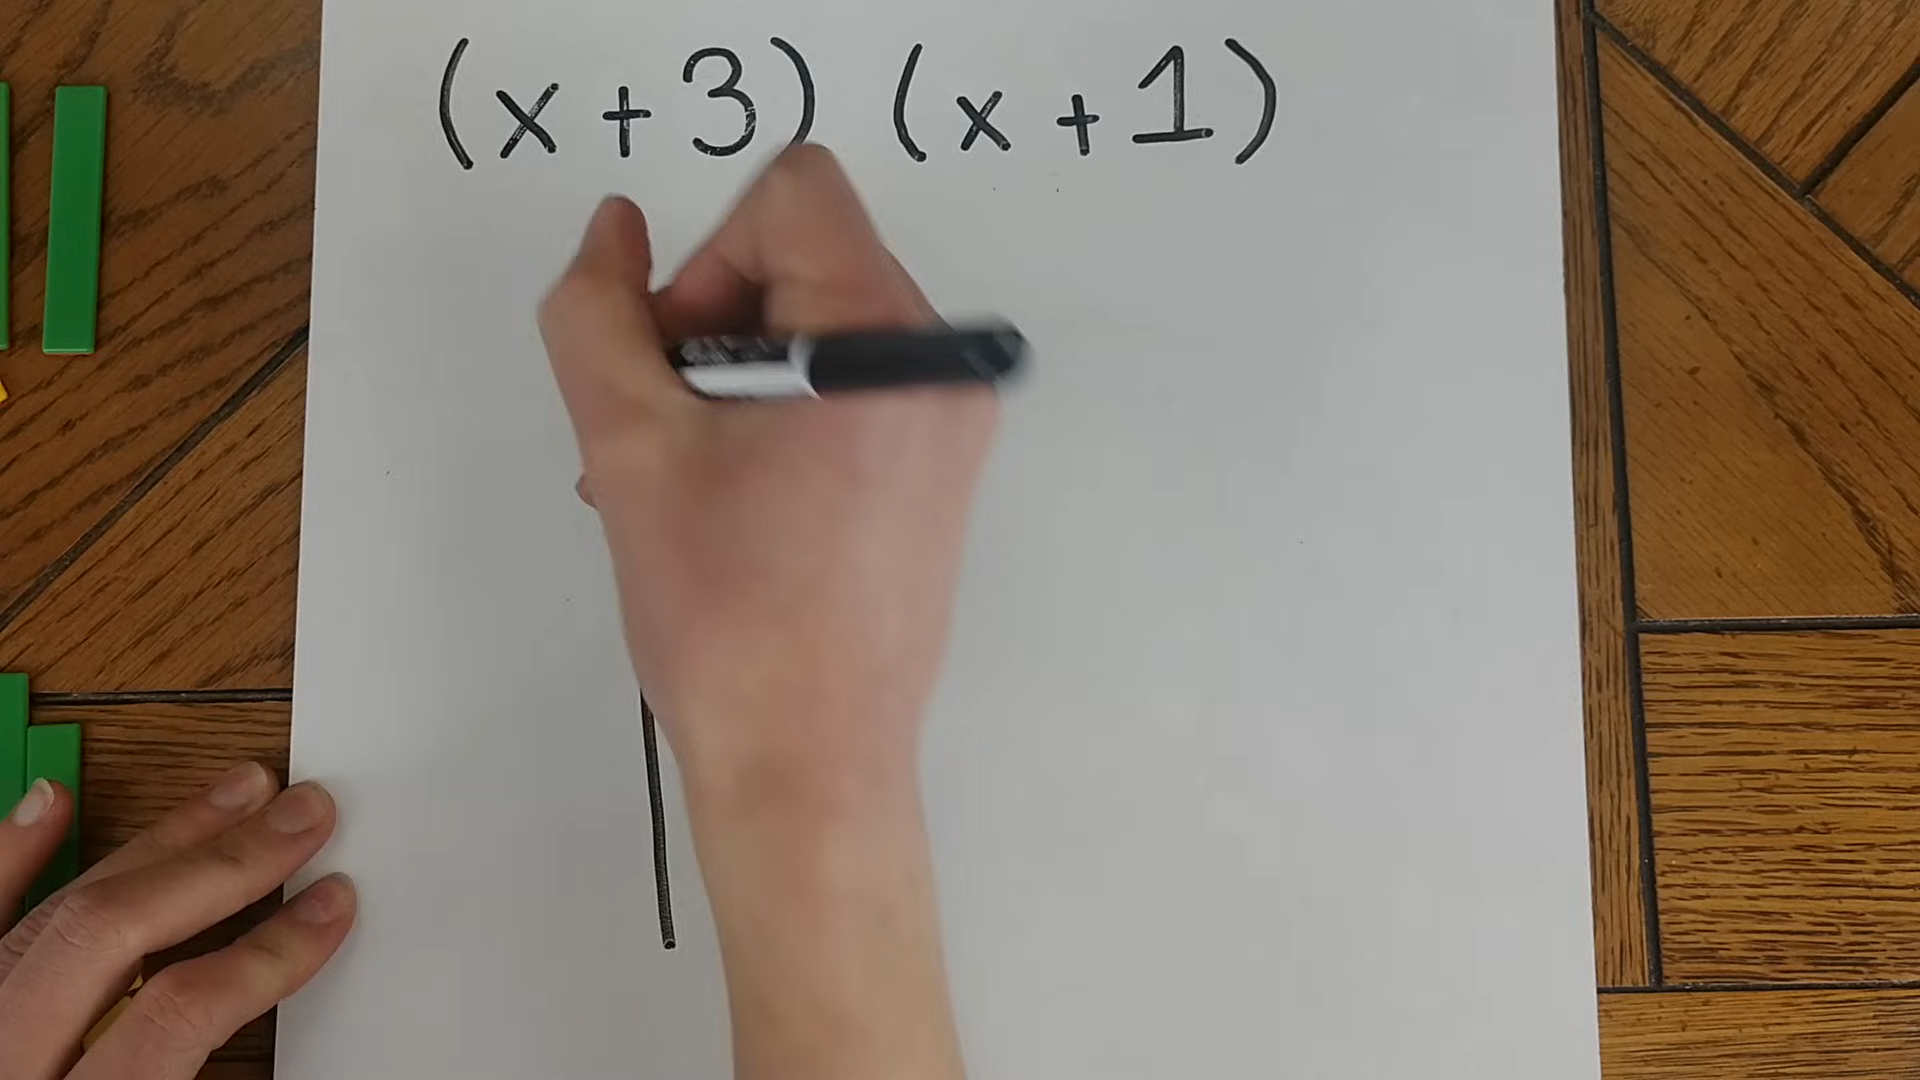 (x + 3) (x + 1)